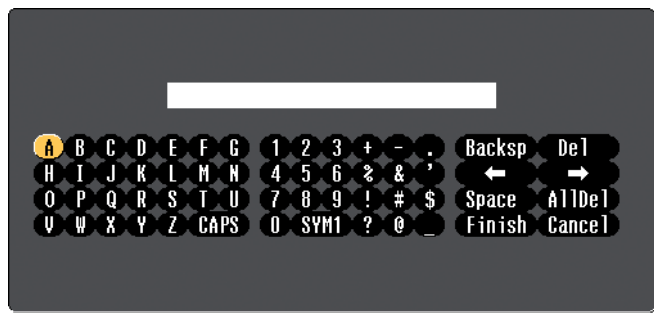 A B C D E F G 1 2 3 + - . Backsp Del
H I J K L M N 4 5 6 % & ' ← →
O P Q R S T U 7 8 9 ! # $ Space AllDel
V W X Y Z CAPS 0 SYM1 ? @ _ Finish Cancel